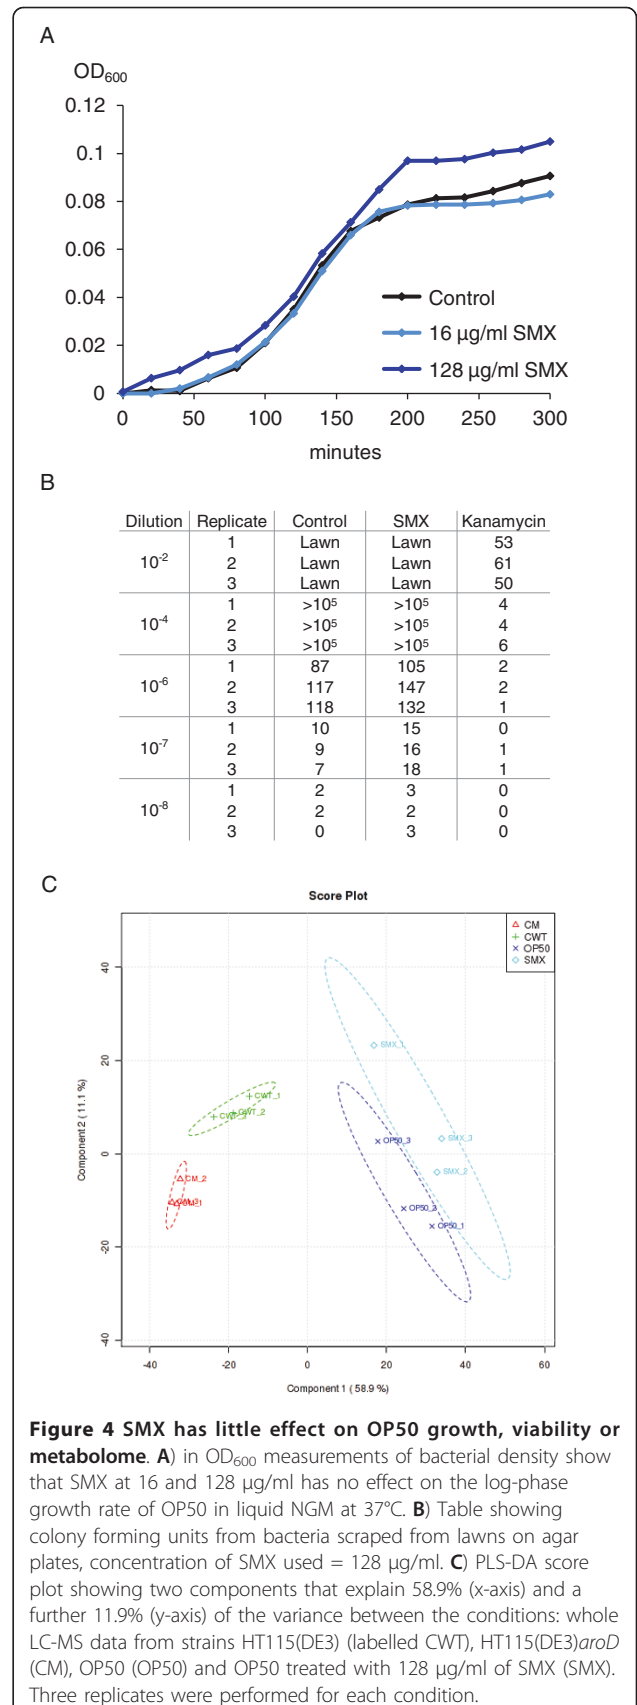 A
OD600
0.12
0.1
0.08
0.06
0.04
0.02
0
0 50 100 150 200 250 300
minutes
Control
16 µg/ml SMX
128 µg/ml SMX
B
Dilution Replicate Control SMX Kanamycin
10-2
1 Lawn Lawn 53
2 Lawn Lawn 61
3 Lawn Lawn 50
10-4
1 >10⁵ >10⁵ 4
2 >10⁵ >10⁵ 4
3 >10⁵ >10⁵ 6
10-6
1 87 105 2
2 117 147 2
3 118 132 1
10-7
1 10 15 0
2 9 16 1
3 7 18 1
10-8
1 2 3 0
2 2 2 0
3 0 3 0
C
Score Plot
CM
CWT
OP50
SMX
Component 2 ( 11.1 %)
40
20
0
-20
-40
SMX_1
CWT_1
CWT_2
SMX_3
OP50_3
SMX_2
CM_2
CM_1
OP50_2
OP50_1
-40 -20 0 20 40 60
Component 1 ( 58.9 %)
Figure 4 SMX has little effect on OP50 growth, viability or
metabolome. A) in OD600 measurements of bacterial density show
that SMX at 16 and 128 µg/ml has no effect on the log-phase
growth rate of OP50 in liquid NGM at 37°C. B) Table showing
colony forming units from bacteria scraped from lawns on agar
plates, concentration of SMX used = 128 µg/ml. C) PLS-DA score
plot showing two components that explain 58.9% (x-axis) and a
further 11.9% (y-axis) of the variance between the conditions: whole
LC-MS data from strains HT115(DE3) (labelled CWT), HT115(DE3)aroD
(CM), OP50 (OP50) and OP50 treated with 128 µg/ml of SMX (SMX).
Three replicates were performed for each condition.